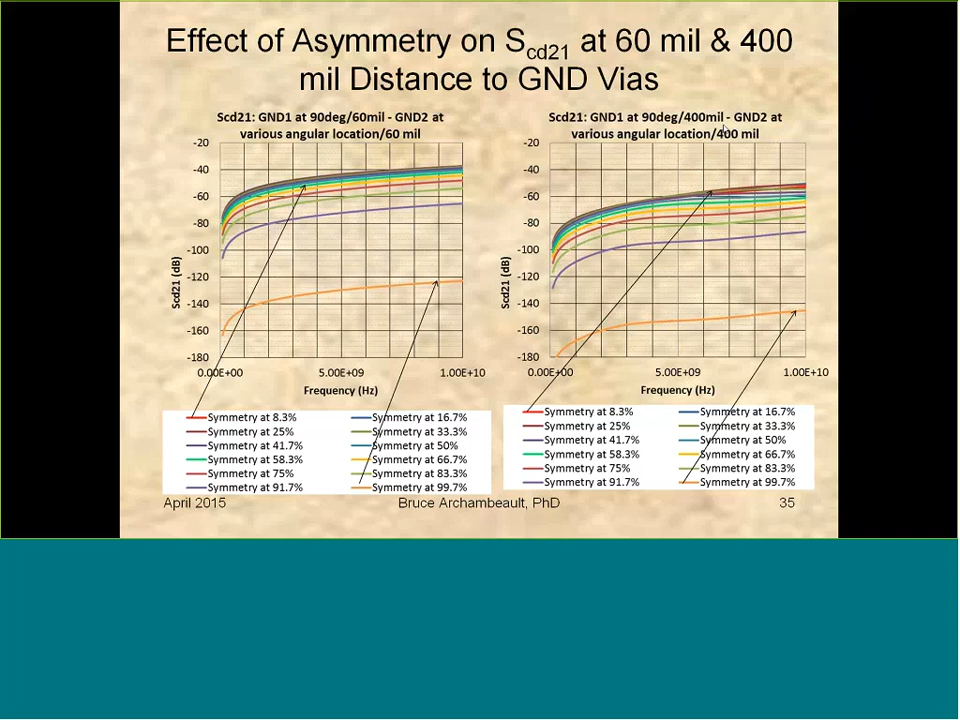 Effect of Asymmetry on Scd21 at 60 mil & 400
mil Distance to GND Vias
Scd21: GND1 at 90deg/60mil - GND2 at
various angular location/60 mil
-20
-40
-60
-80
-100
-120
-140
-160
-180
Scd21 (dB)
0.00E+00 5.00E+09 1.00E+10
Frequency (Hz)
Symmetry at 8.3% Symmetry at 16.7%
Symmetry at 25% Symmetry at 33.3%
Symmetry at 41.7% Symmetry at 50%
Symmetry at 58.3% Symmetry at 66.7%
Symmetry at 75% Symmetry at 83.3%
Symmetry at 91.7% Symmetry at 99.7%
Scd21: GND1 at 90deg/400mil - GND2 at
various angular location/400 mil
-20
-40
-60
-80
-100
-120
-140
-160
-180
Scd21 (dB)
0.00E+00 5.00E+09 1.00E+10
Frequency (Hz)
Symmetry at 8.3% Symmetry at 16.7%
Symmetry at 25% Symmetry at 33.3%
Symmetry at 41.7% Symmetry at 50%
Symmetry at 58.3% Symmetry at 66.7%
Symmetry at 75% Symmetry at 83.3%
Symmetry at 91.7% Symmetry at 99.7%
April 2015 Bruce Archambeault, PhD 35